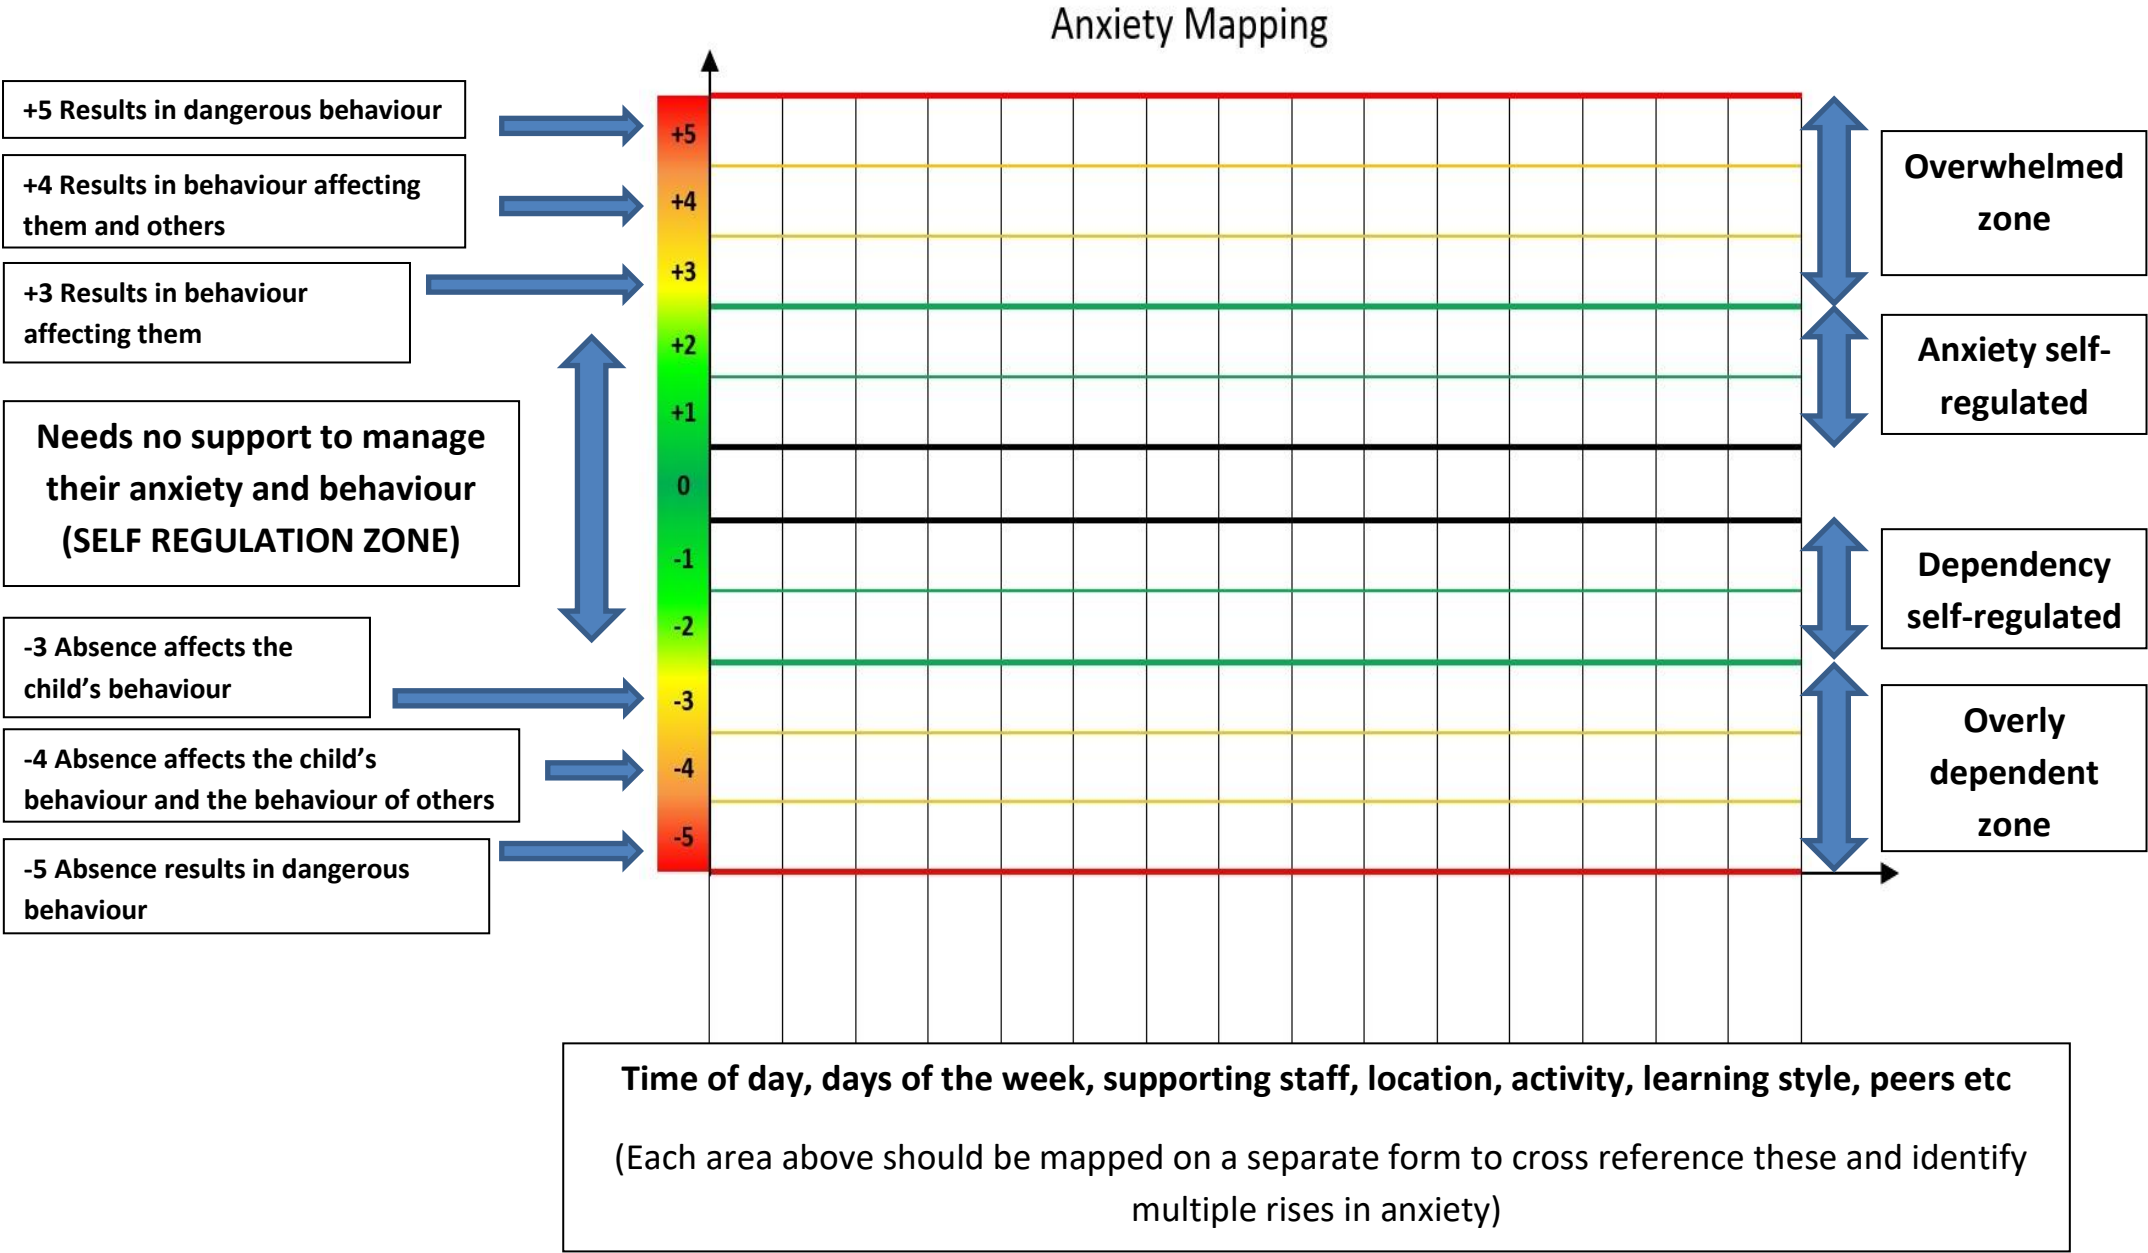 Anxiety Mapping
+5 Results in dangerous behaviour
+4 Results in behaviour affecting
them and others
+3 Results in behaviour
affecting them
Needs no support to manage
their anxiety and behaviour
(SELF REGULATION ZONE)
-3 Absence affects the
child’s behaviour
-4 Absence affects the child’s
behaviour and the behaviour of others
-5 Absence results in dangerous
behaviour
+5
+4
+3
+2
+1
0
-1
-2
-3
-4
-5
Overwhelmed
zone
Anxiety self-
regulated
Dependency
self-regulated
Overly
dependent
zone
Time of day, days of the week, supporting staff, location, activity, learning style, peers etc
(Each area above should be mapped on a separate form to cross reference these and identify
multiple rises in anxiety)